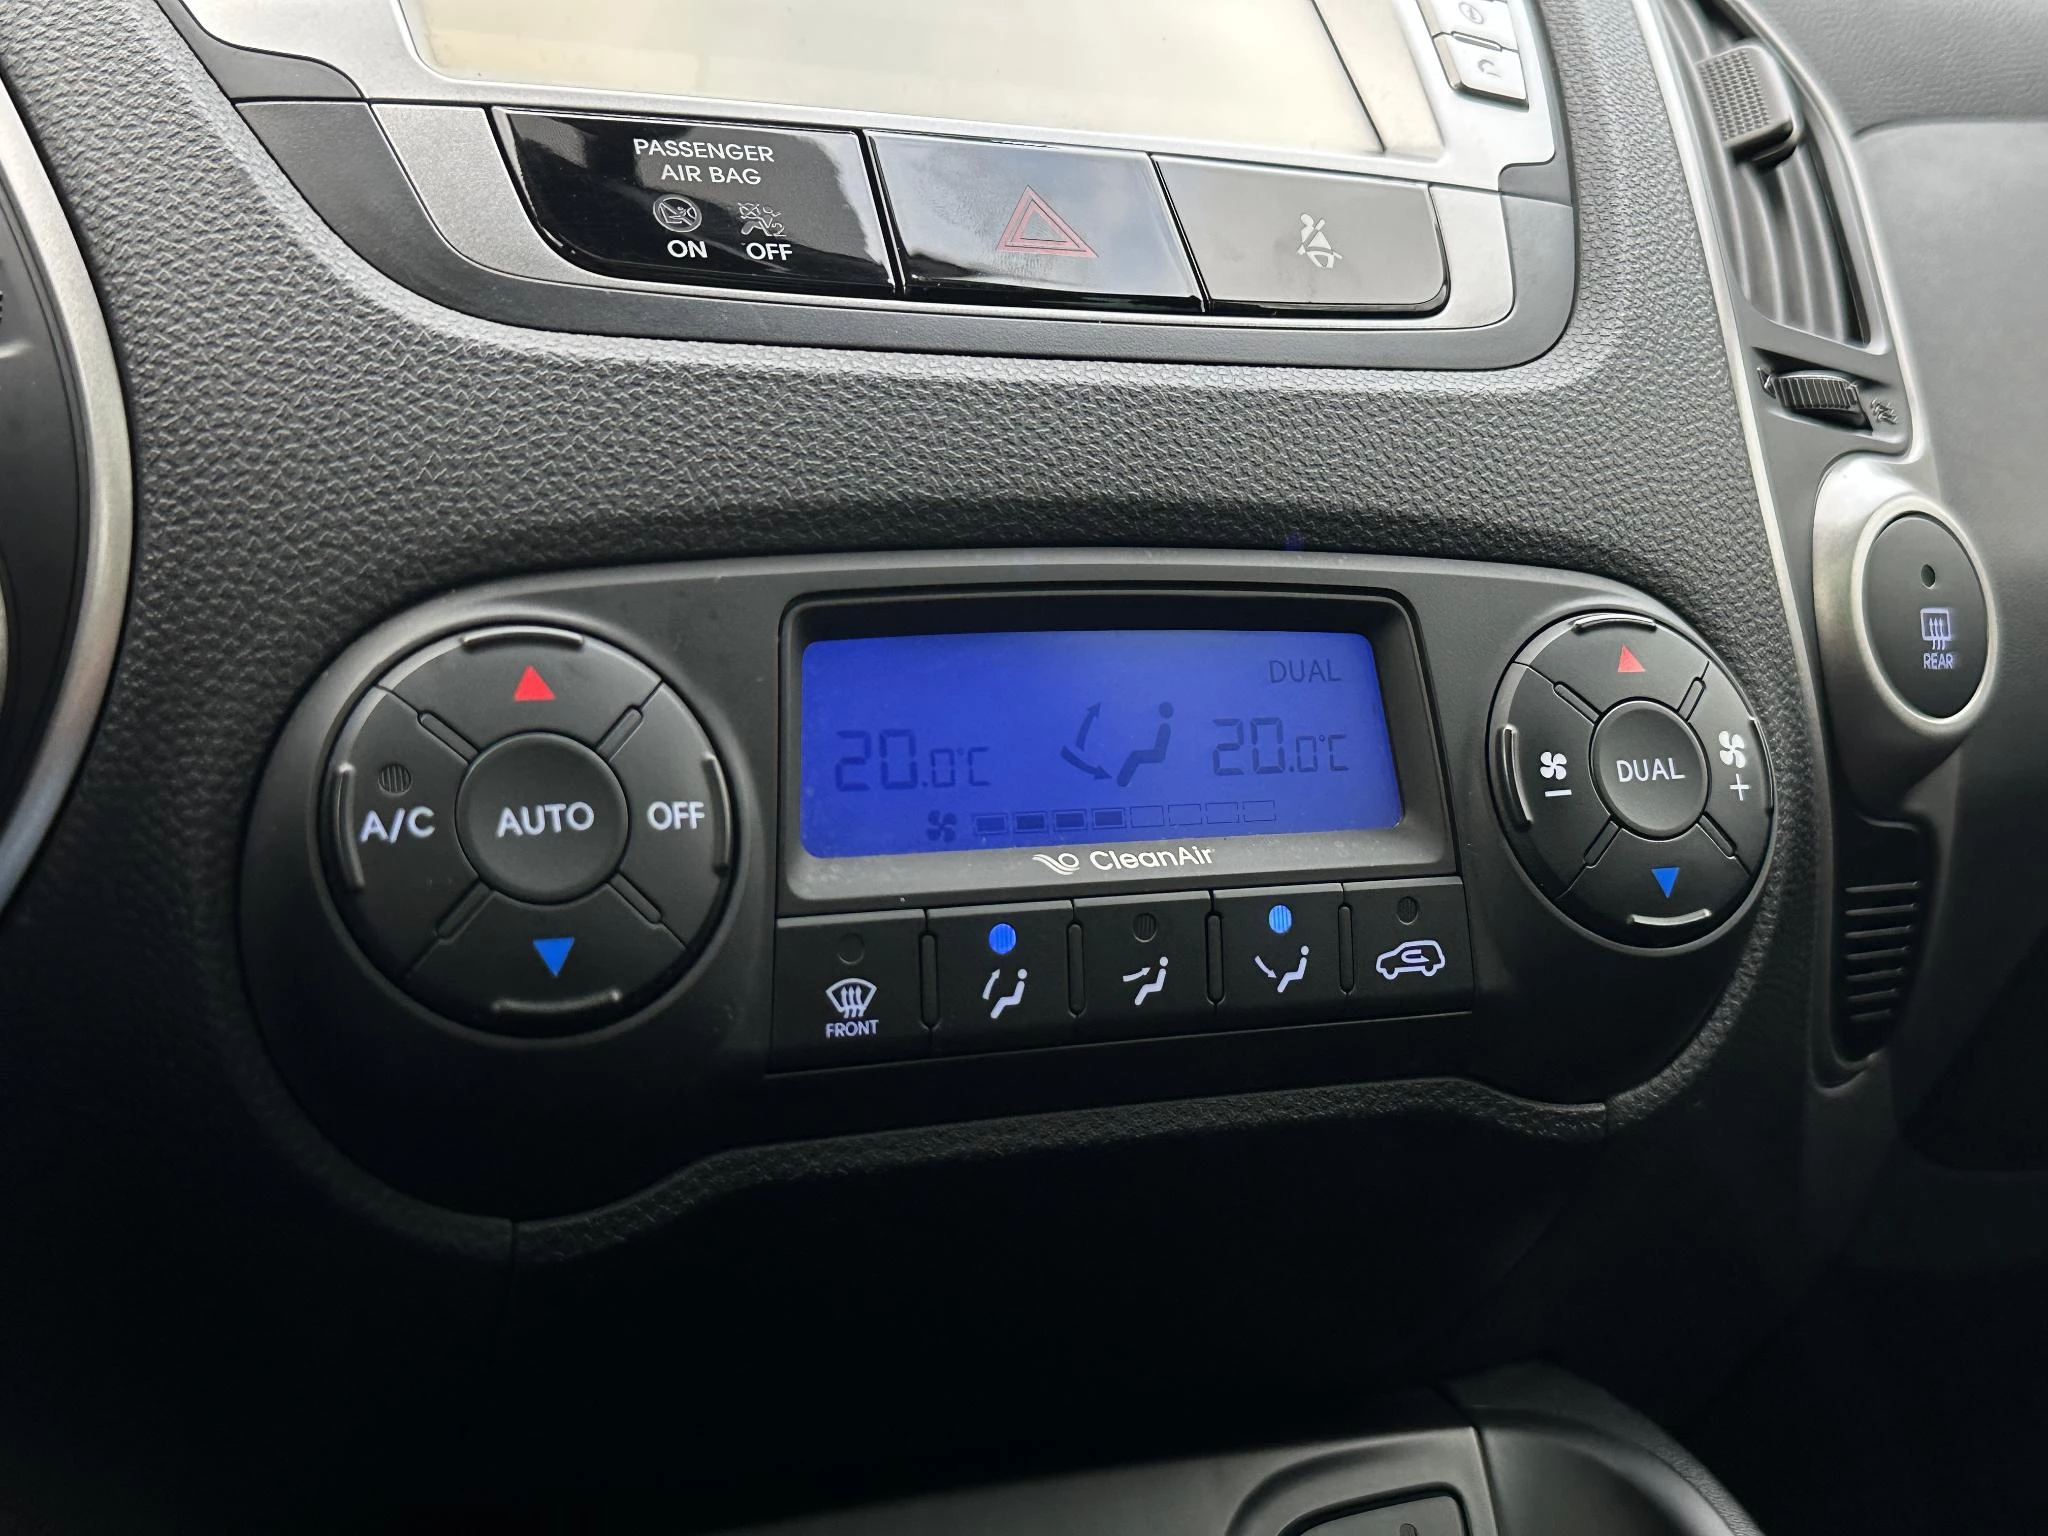 PASSENGER
AIR BAG
ON OFF
DUAL
20.0°C 20.0°C
CleanAir
A/C AUTO OFF
DUAL
- +
FRONT
REAR